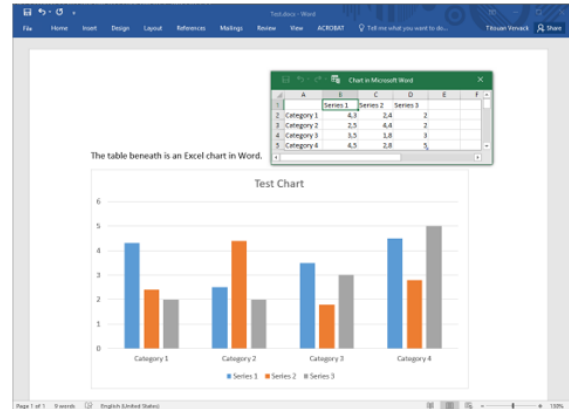 Test.docx - Word
File Home Insert Design Layout References Mailings Review View ACROBAT Tell me what you want to do... Titouan Vervack Share
Chart in Microsoft Word
A B C D E F
1 Series 1 Series 2 Series 3
2 Category 1 4,3 2,4 2
3 Category 2 2,5 4,4 2
4 Category 3 3,5 1,8 3
5 Category 4 4,5 2,8 5
The table beneath is an Excel chart in Word.
Test Chart
6
5
4
3
2
1
0
Category 1 Category 2 Category 3 Category 4
Series 1 Series 2 Series 3
Page 1 of 1 9 words English (United States) 150%